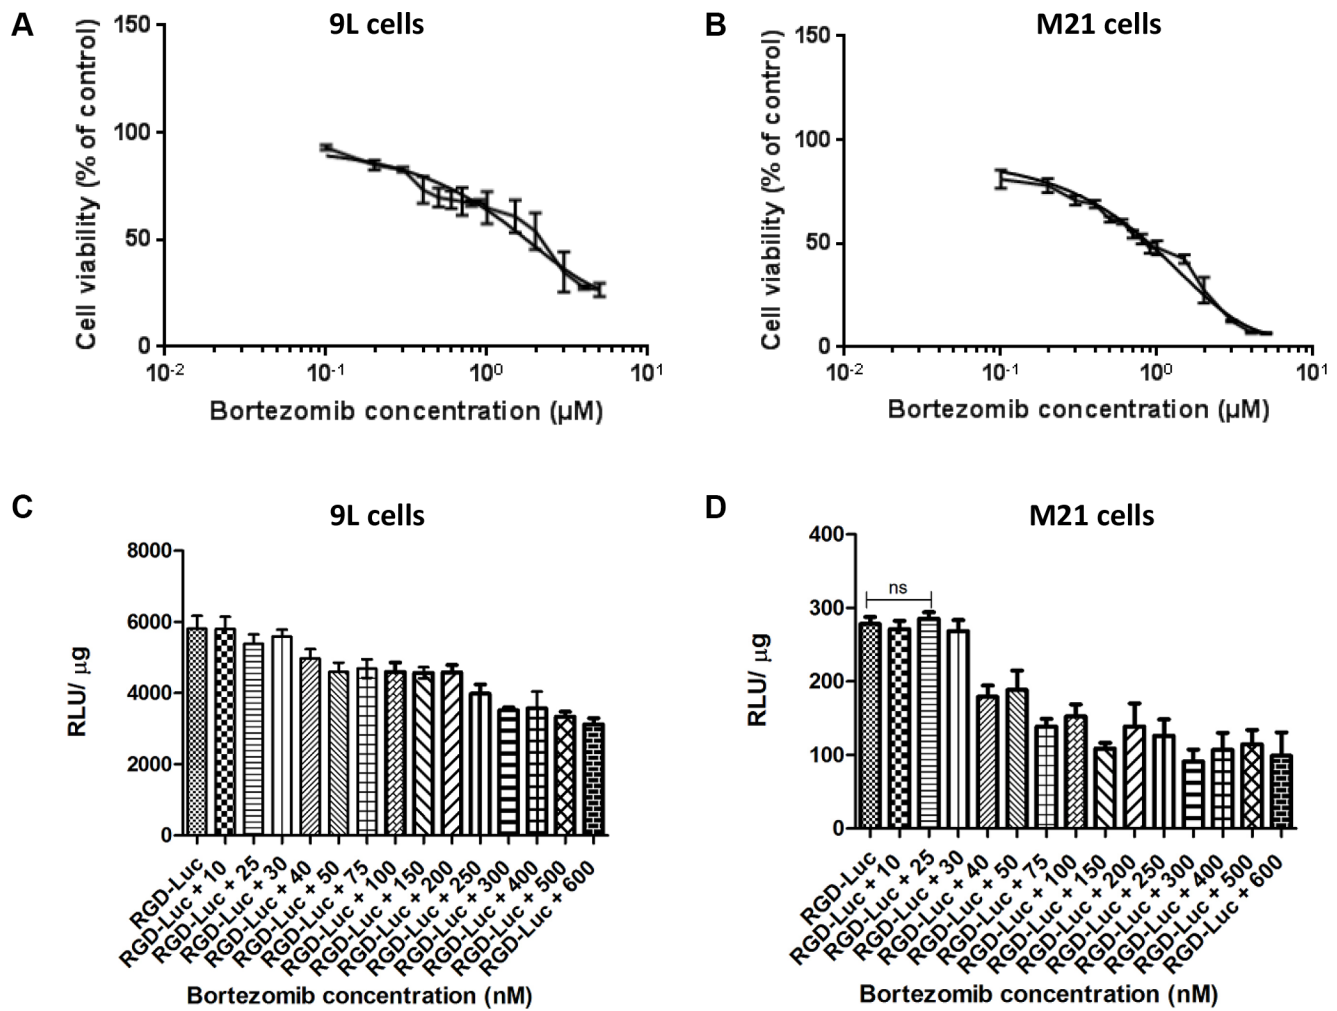 A
9L cells
Cell viability (% of control)
150
100
50
0
10-2
10-1
100
101
Bortezomib concentration (µM)
B
M21 cells
Cell viability (% of control)
150
100
50
0
10-2
10-1
100
101
Bortezomib concentration (µM)
C
9L cells
RLU/ µg
8000
6000
4000
2000
0
RGD-Luc
RGD-Luc + 10
RGD-Luc + 25
RGD-Luc + 30
RGD-Luc + 40
RGD-Luc + 50
RGD-Luc + 75
RGD-Luc + 100
RGD-Luc + 150
RGD-Luc + 200
RGD-Luc + 250
RGD-Luc + 300
RGD-Luc + 400
RGD-Luc + 500
RGD-Luc + 600
Bortezomib concentration (nM)
D
M21 cells
RLU/ µg
400
300
200
100
0
ns
RGD-Luc
RGD-Luc + 10
RGD-Luc + 25
RGD-Luc + 30
RGD-Luc + 40
RGD-Luc + 50
RGD-Luc + 75
RGD-Luc + 100
RGD-Luc + 150
RGD-Luc + 200
RGD-Luc + 250
RGD-Luc + 300
RGD-Luc + 400
RGD-Luc + 500
RGD-Luc + 600
Bortezomib concentration (nM)